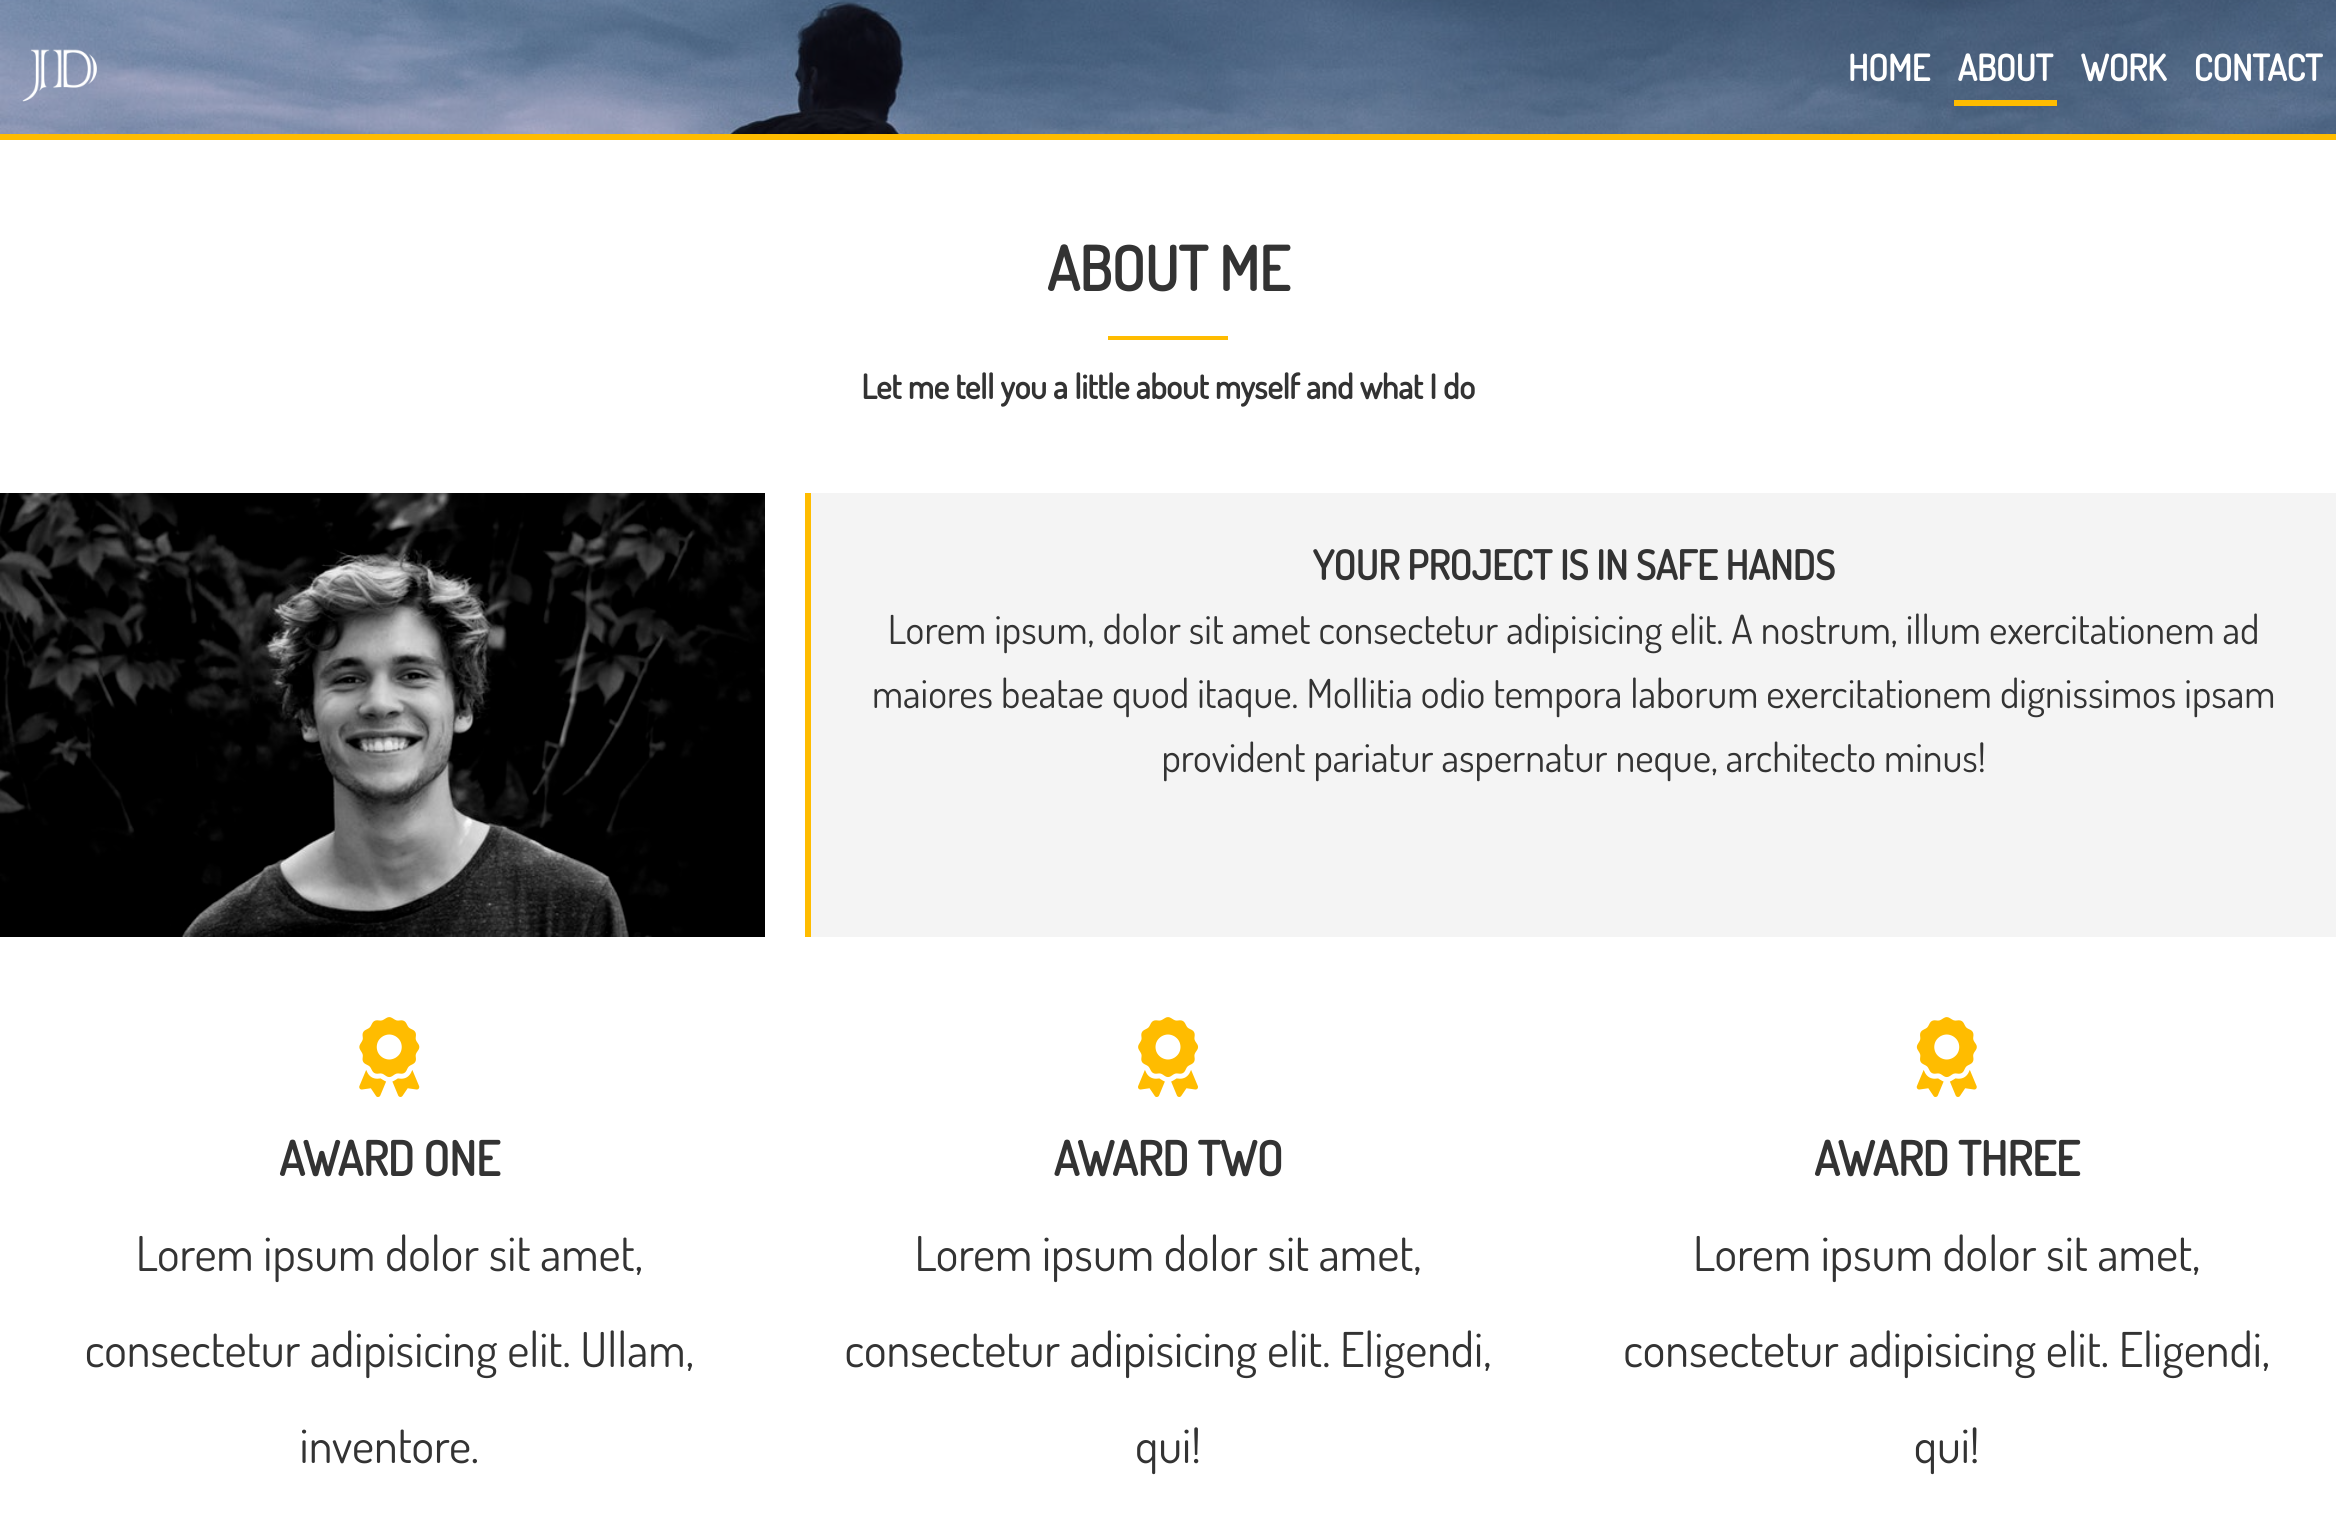 JD
HOME ABOUT WORK CONTACT
ABOUT ME
Let me tell you a little about myself and what I do
YOUR PROJECT IS IN SAFE HANDS
Lorem ipsum, dolor sit amet consectetur adipisicing elit. A nostrum, illum exercitationem ad
maiores beatae quod itaque. Mollitia odio tempora laborum exercitationem dignissimos ipsam
provident pariatur aspernatur neque, architecto minus!
AWARD ONE
Lorem ipsum dolor sit amet,
consectetur adipisicing elit. Ullam,
inventore.
AWARD TWO
Lorem ipsum dolor sit amet,
consectetur adipisicing elit. Eligendi,
qui!
AWARD THREE
Lorem ipsum dolor sit amet,
consectetur adipisicing elit. Eligendi,
qui!